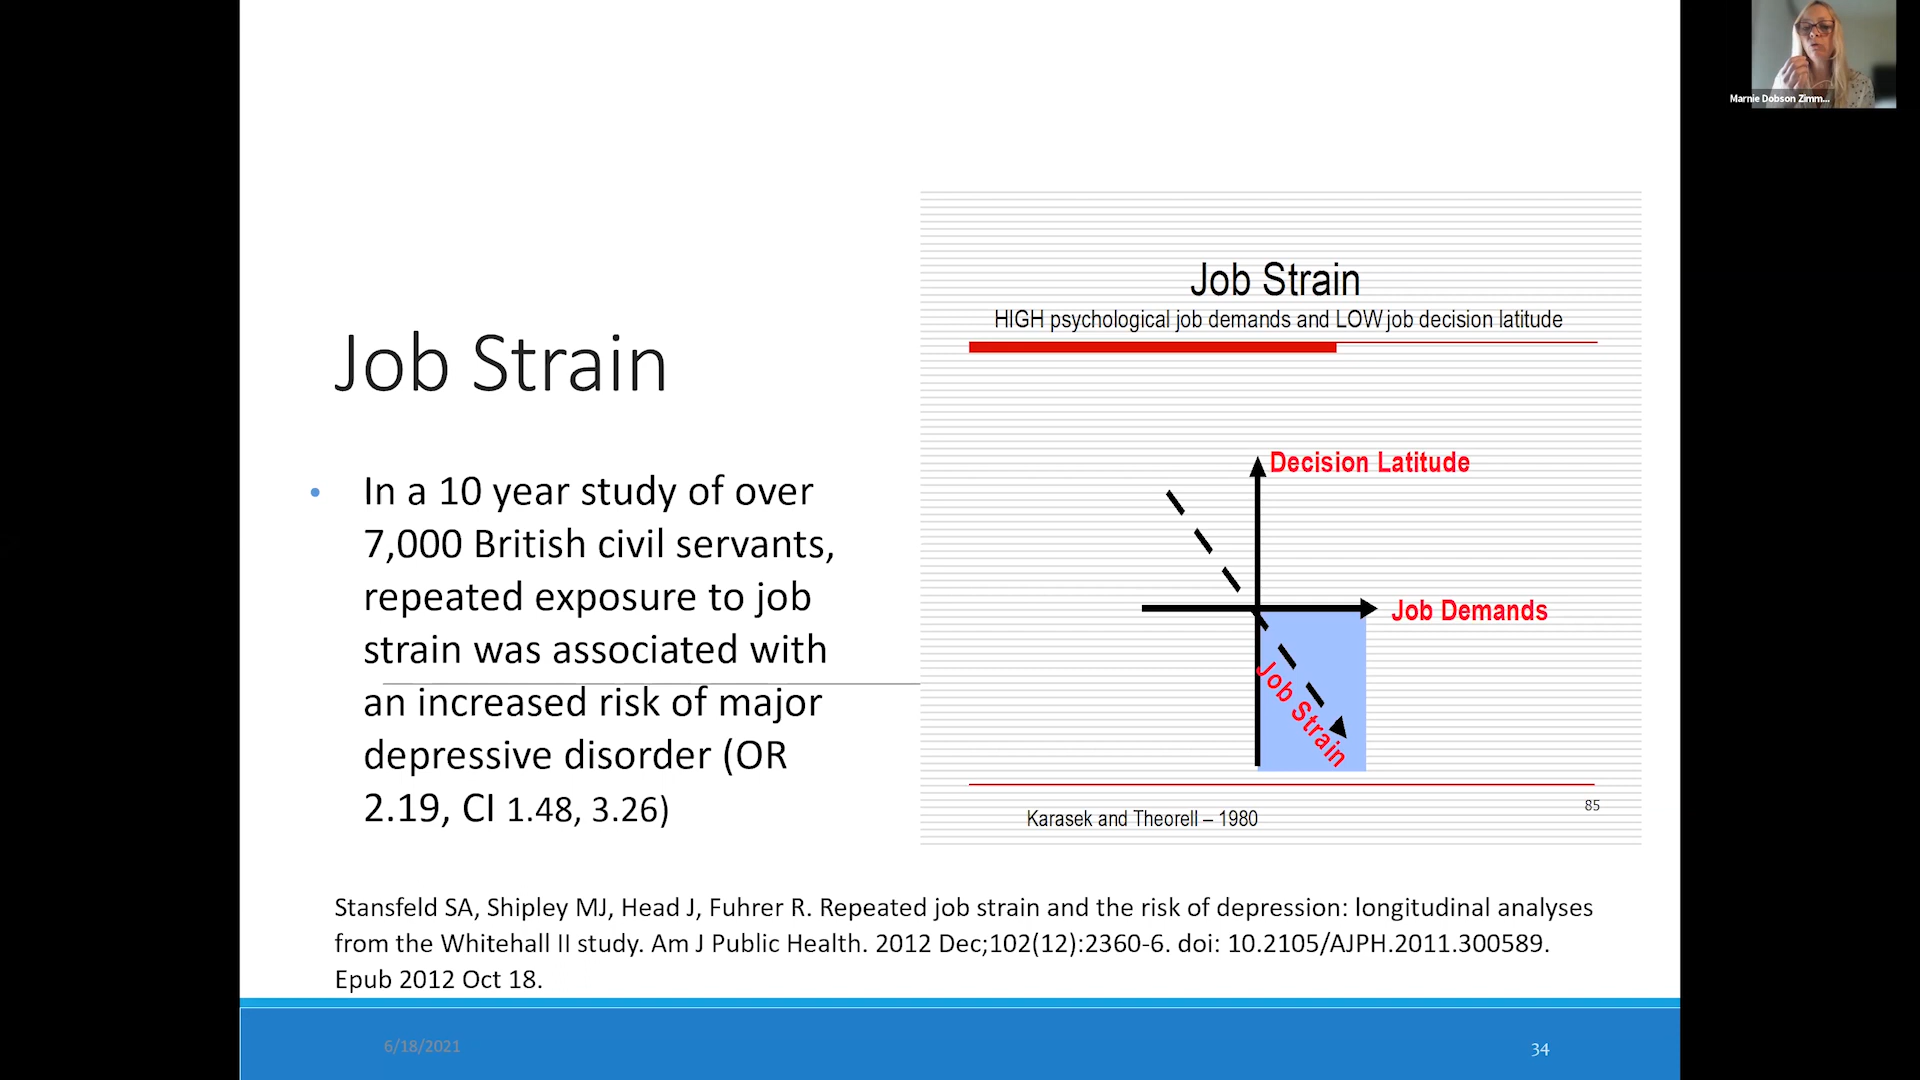 Marnie Dobson Zimm...
Job Strain
In a 10 year study of over
7,000 British civil servants,
repeated exposure to job
strain was associated with
an increased risk of major
depressive disorder (OR
2.19, CI 1.48, 3.26)
Job Strain
HIGH psychological job demands and LOW job decision latitude
Decision Latitude
Job Demands
Job Strain
85
Karasek and Theorell – 1980
Stansfeld SA, Shipley MJ, Head J, Fuhrer R. Repeated job strain and the risk of depression: longitudinal analyses
from the Whitehall II study. Am J Public Health. 2012 Dec;102(12):2360-6. doi: 10.2105/AJPH.2011.300589.
Epub 2012 Oct 18.
6/18/2021
34